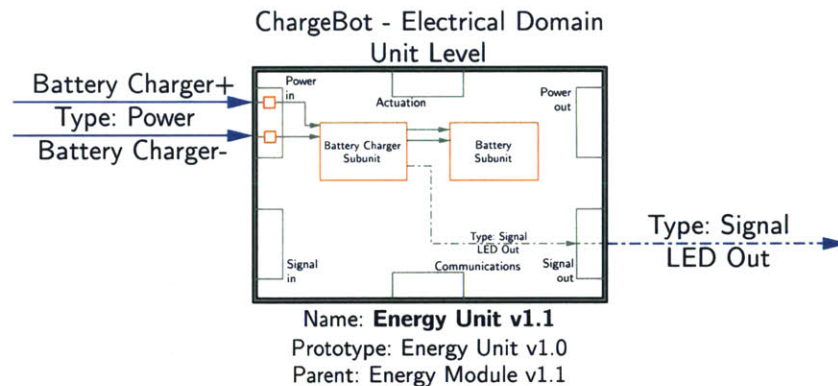 ChargeBot - Electrical Domain
Unit Level
Battery Charger+
Type: Power
Battery Charger-
Power
in
Actuation
Power
out
Battery Charger
Subunit
Battery
Subunit
Type: Signal
LED Out
Signal
in
Communications
Signal
out
Type: Signal
LED Out
Name: Energy Unit v1.1
Prototype: Energy Unit v1.0
Parent: Energy Module v1.1